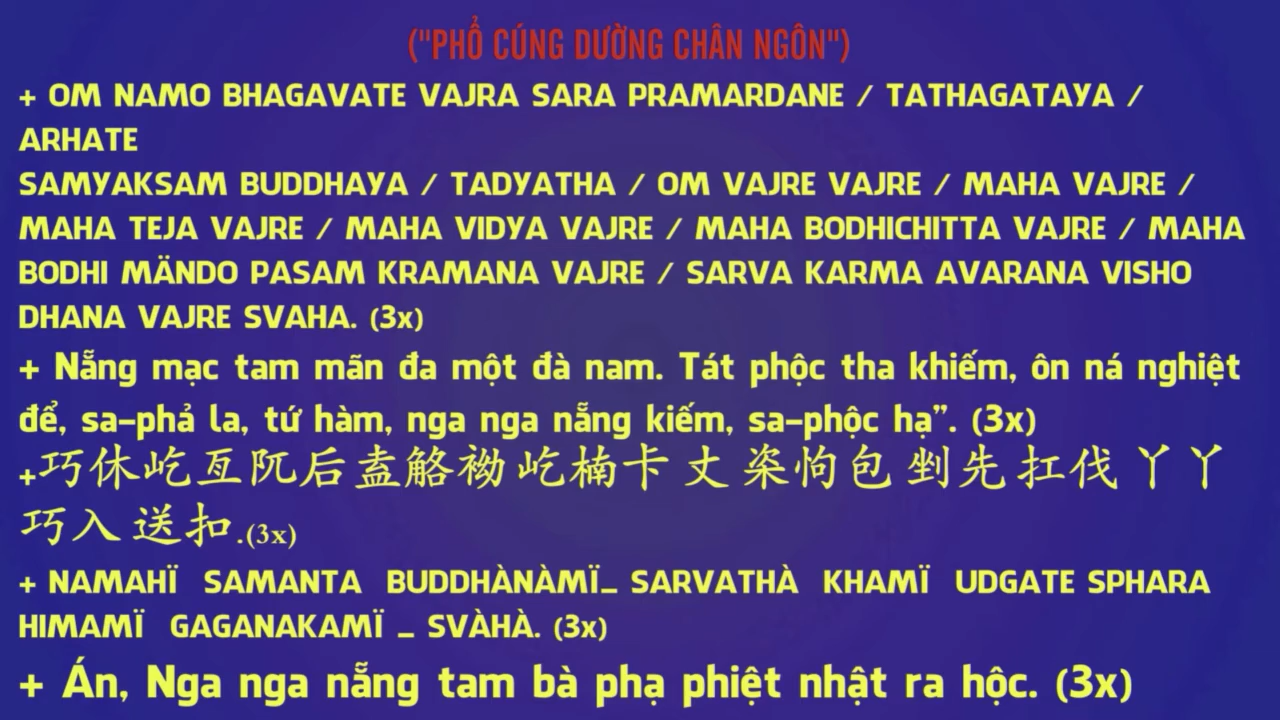 ("PHỔ CÚNG DƯỜNG CHÂN NGÔN")
+ OM NAMO BHAGAVATE VAJRA SARA PRAMARDANE / TATHAGATAYA /
ARHATE
SAMYAKSAM BUDDHAYA / TADYATHA / OM VAJRE VAJRE / MAHA VAJRE /
MAHA TEJA VAJRE / MAHA VIDYA VAJRE / MAHA BODHICHITTA VAJRE / MAHA
BODHI MÄNDO PASAM KRAMANA VAJRE / SARVA KARMA AVARANA VISHO
DHANA VAJRE SVAHA. (3x)
+ Nẵng mạc tam mãn đa một đà nam. Tát phộc tha khiếm, ôn ná nghiệt
để, sa-phả la, tứ hàm, nga nga nẵng kiếm, sa-phộc hạ”. (3x)
+巧休屹亙阢后盍觡袎 屹楠卡 丈 栥怐包 剉先 扛伐 丫丫
巧入 送扣.(3x)
+ NAMAHÏ SAMANTA BUDDHÀNÀMÏ_ SARVATHÀ KHAMÏ UDGATE SPHARA
HIMAMÏ GAGANAKAMÏ _ SVÀHÀ. (3x)
+ Án, Nga nga nẵng tam bà phạ phiệt nhật ra hộc. (3x)